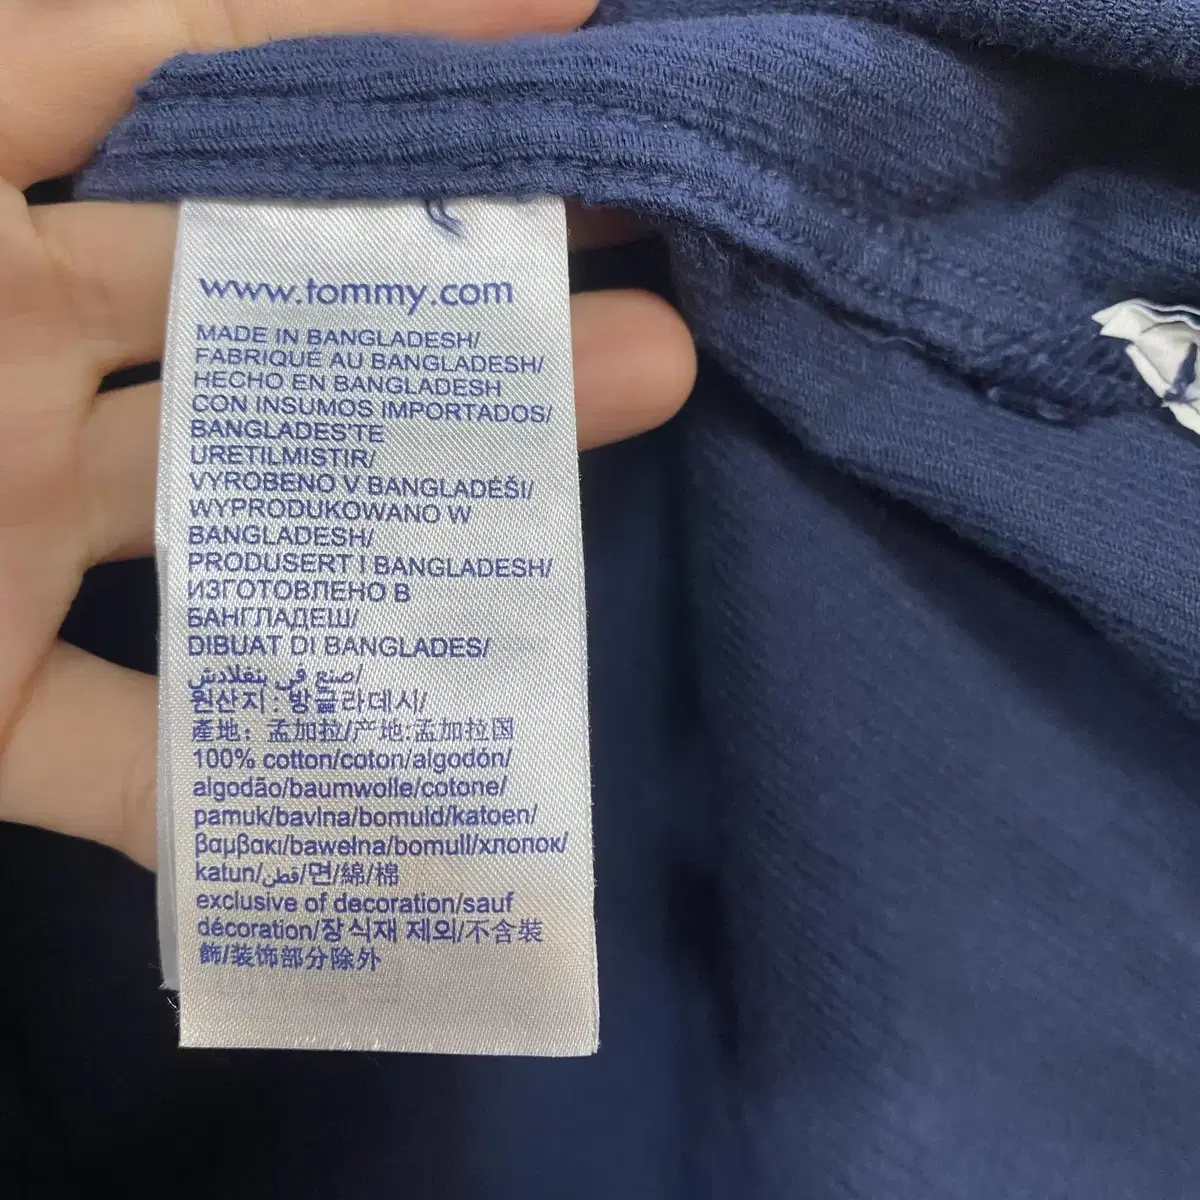 www.tommy.com
MADE IN BANGLADESH/
FABRIQUE AU BANGLADESH/
HECHO EN BANGLADESH
CON INSUMOS IMPORTADOS/
BANGLADES'TE
URETILMISTIR/
VYROBENO V BANGLADÉŠI/
WYPRODUKOWANO W
BANGLADESH/
PRODUSERT I BANGLADESH/
ИЗГОТОВЛЕНО В
БАНГЛАДЕШ/
DIBUAT DI BANGLADES/
صنع في بنغلادش/
원산지 : 방글라데시/
產地：孟加拉/产地:孟加拉国
100% cotton/coton/algodón/
algodão/baumwolle/cotone/
pamuk/bavlna/bomuld/katoen/
βαμβακι/bawełna/bomull/хлопок/
katun/قطن/면/綿/棉
exclusive of decoration/sauf
décoration/장식재 제외/不含裝
飾/装饰部分除外